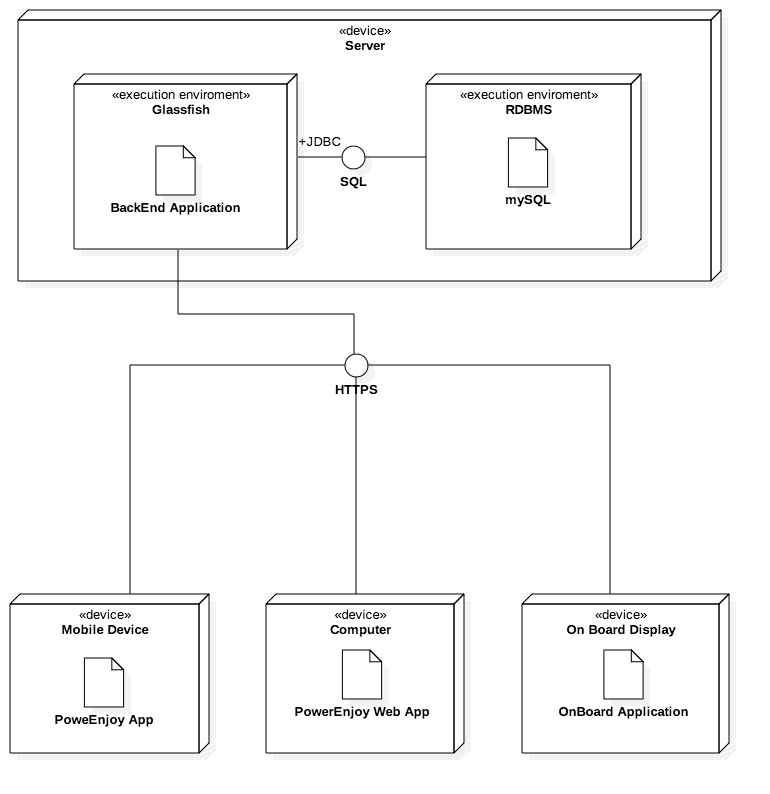 «device»
Server
«execution enviroment»
Glassfish
BackEnd Application
+JDBC
SQL
«execution enviroment»
RDBMS
mySQL
HTTPS
«device»
Mobile Device
PoweEnjoy App
«device»
Computer
PowerEnjoy Web App
«device»
On Board Display
OnBoard Application